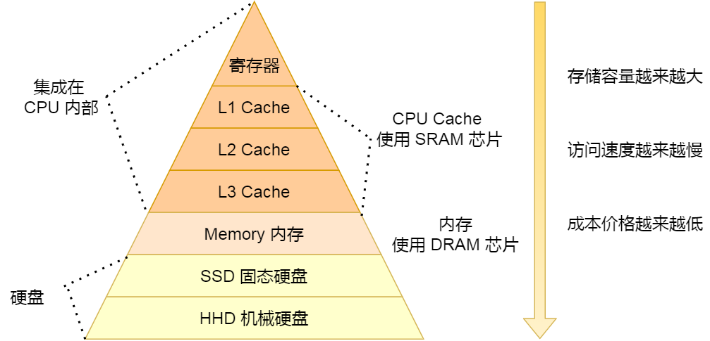 寄存器
L1 Cache
L2 Cache
L3 Cache
Memory 内存
SSD 固态硬盘
HHD 机械硬盘
集成在
CPU 内部
硬盘
CPU Cache
使用 SRAM 芯片
内存
使用 DRAM 芯片
存储容量越来越大
访问速度越来越慢
成本价格越来越低